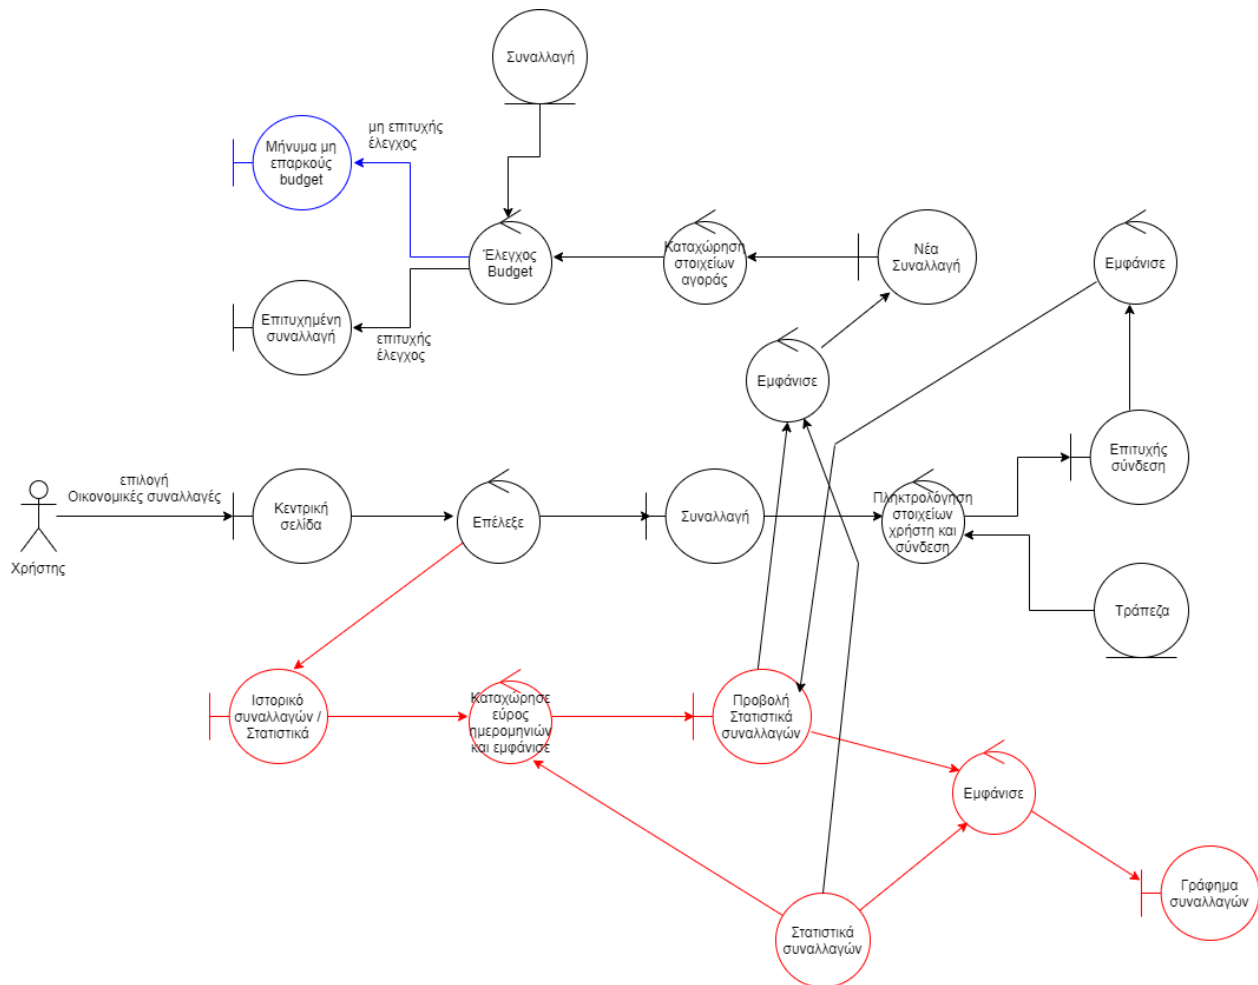 Συναλλαγή
μη επιτυχής
έλεγχος
Μήνυμα μη
επαρκούς
budget
Έλεγχος
Budget
Καταχώρηση
στοιχείων
αγοράς
Νέα
Συναλλαγή
Εμφάνισε
Επιτυχημένη
συναλλαγή
επιτυχής
έλεγχος
Εμφάνισε
Επιτυχής
σύνδεση
επιλογή
Οικονομικές συναλλαγές
Χρήστης
Κεντρική
σελίδα
Επέλεξε
Συναλλαγή
Πληκτρολόγηση
στοιχείων
χρήστη και
σύνδεση
Τράπεζα
Ιστορικό
συναλλαγών /
Στατιστικά
Καταχώρησε
εύρος
ημερομηνιών
και εμφάνισε
Προβολή
Στατιστικά
συναλλαγών
Εμφάνισε
Γράφημα
συναλλαγών
Στατιστικά
συναλλαγών